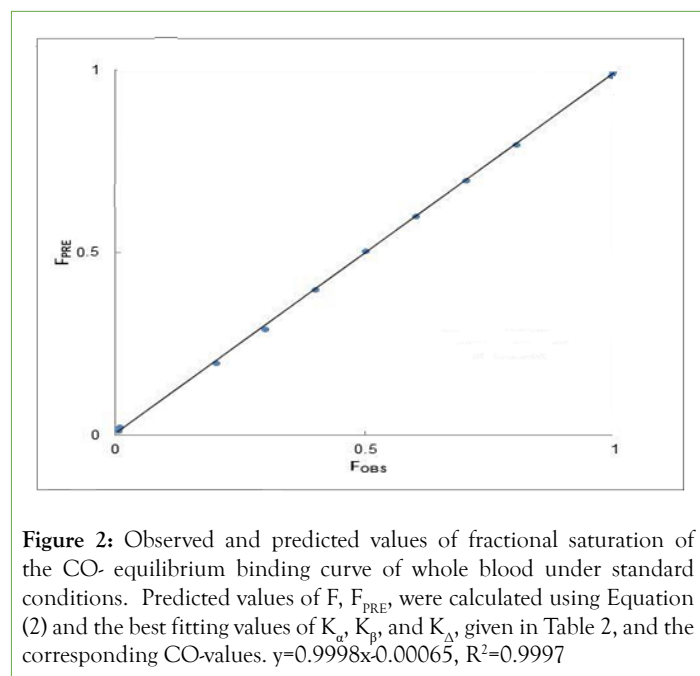 1
F_PRE 0.5
0
0 0.5 1
F_OBS
Figure 2: Observed and predicted values of fractional saturation of
the CO- equilibrium binding curve of whole blood under standard
conditions. Predicted values of F, F_PRE, were calculated using Equation
(2) and the best fitting values of K_α, K_β, and K_Δ, given in Table 2, and the
corresponding CO-values. y=0.9998x-0.00065, R²=0.9997